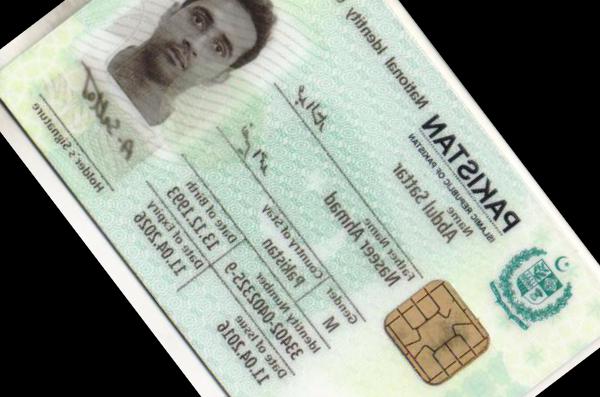 PAKISTAN National Identity
ISLAMIC REPUBLIC OF PAKISTAN
Name
Abdul Sattar
Father Name
Naseer Ahmad
Gender
M
Country of Stay
Pakistan
Identity Number
33402-0403255-9
Date of Birth
13.12.1993
Date of Issue
11.04.2016
Date of Expiry
11.04.2026
A. Sattar
Holder's Signature